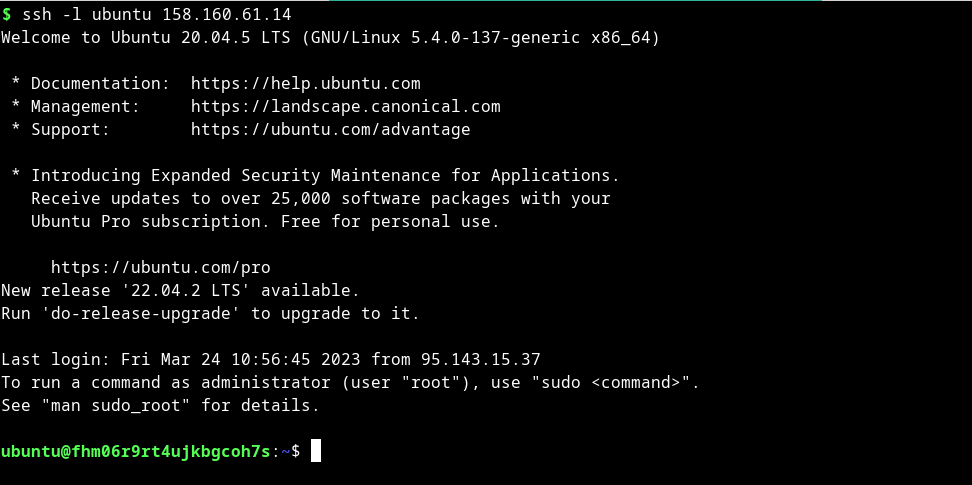 $ ssh -l ubuntu 158.160.61.14
Welcome to Ubuntu 20.04.5 LTS (GNU/Linux 5.4.0-137-generic x86_64)

 * Documentation:  https://help.ubuntu.com
 * Management:     https://landscape.canonical.com
 * Support:        https://ubuntu.com/advantage

 * Introducing Expanded Security Maintenance for Applications.
   Receive updates to over 25,000 software packages with your
   Ubuntu Pro subscription. Free for personal use.

     https://ubuntu.com/pro
New release '22.04.2 LTS' available.
Run 'do-release-upgrade' to upgrade to it.

Last login: Fri Mar 24 10:56:45 2023 from 95.143.15.37
To run a command as administrator (user "root"), use "sudo <command>".
See "man sudo_root" for details.

ubuntu@fhm06r9rt4ujkbgcoh7s:~$